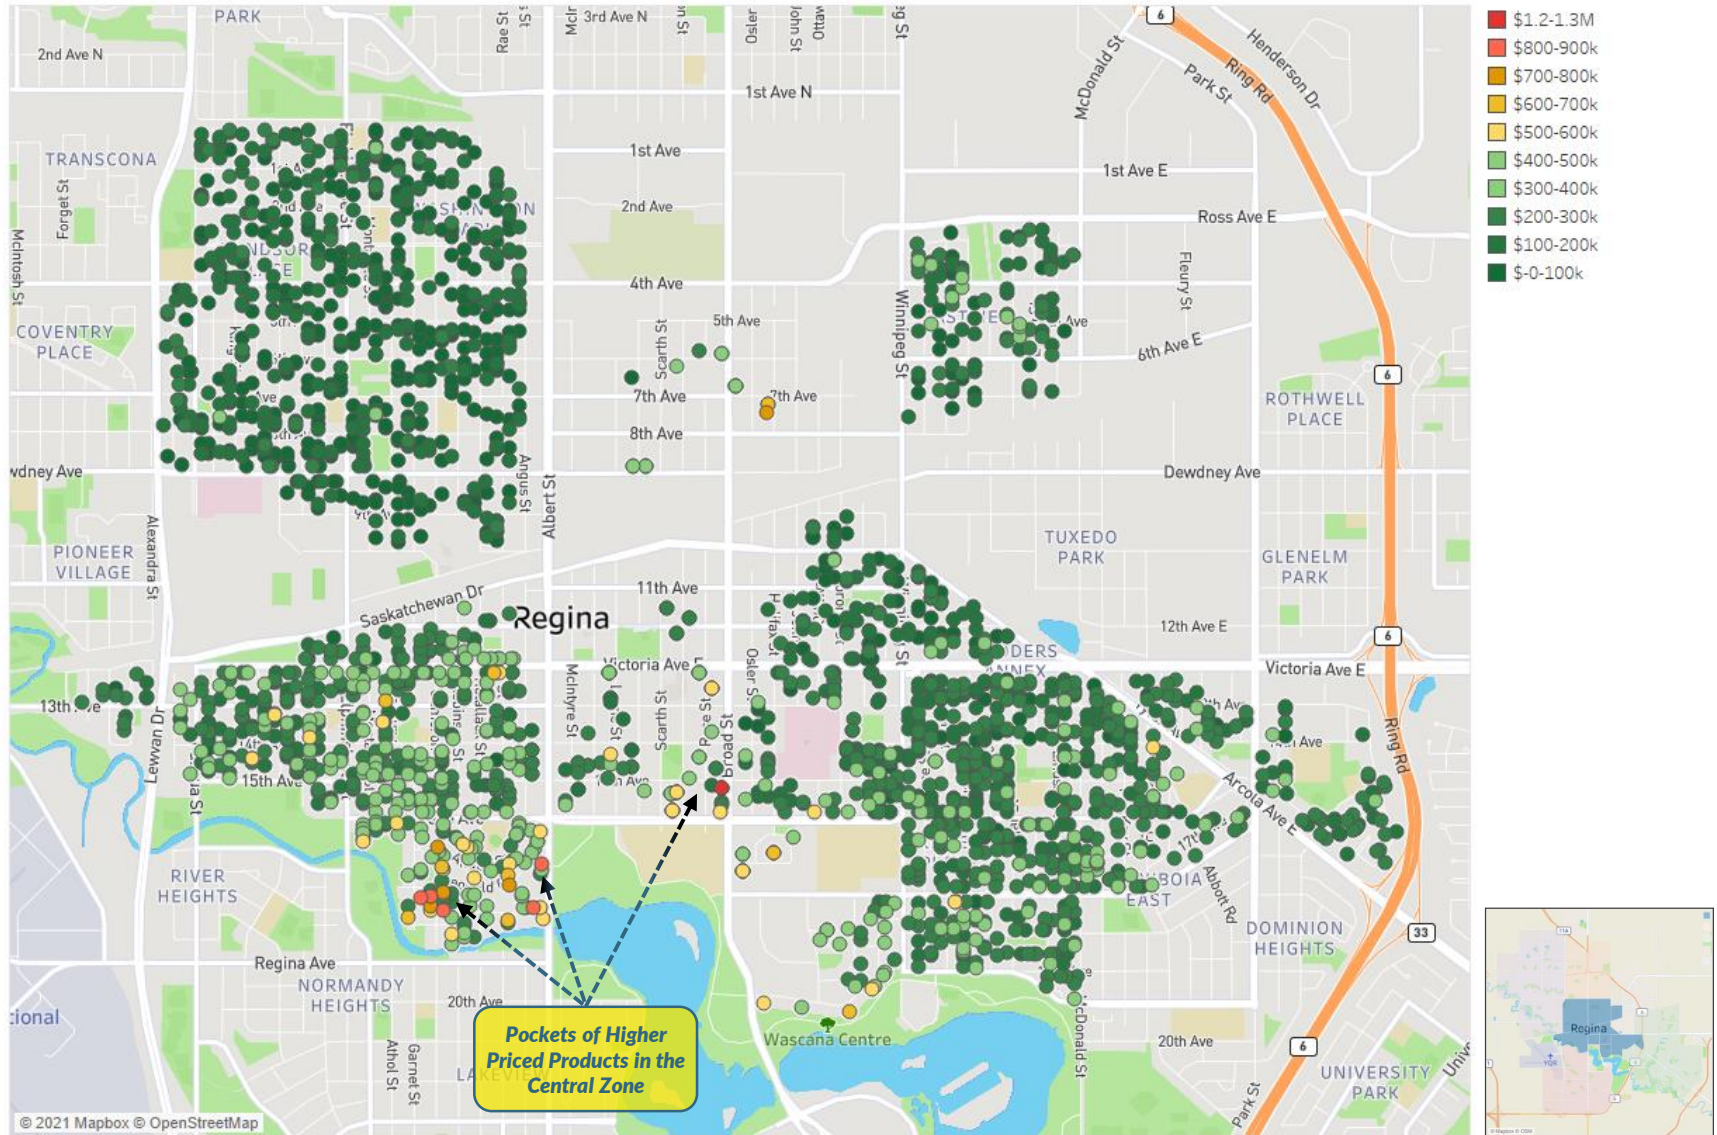 PARK
2nd Ave N
Rae St
3rd Ave N
Osler
John St
6
Henderson Dr
Ring Rd
Park St
McDonald St
1st Ave N
TRANSCONA
Forget St
1st Ave
1st Ave E
2nd Ave
Ross Ave E
McIntosh St
4th Ave
Fleury St
Winnipeg St
COVENTRY
PLACE
5th Ave
Scarth St
6th Ave E
6
7th Ave
7th Ave
ROTHWELL
PLACE
8th Ave
wdney Ave
Dewdney Ave
Angus St
Albert St
Alexandra St
PIONEER
VILLAGE
TUXEDO
PARK
GLENELM
PARK
11th Ave
Saskatchewan Dr
Regina
12th Ave E
6
Victoria Ave E
Victoria Ave E
13th Ave
McIntyre St
Scarth St
Osler S
Broad St
Lewvan Dr
15th Ave
Ring Rd
Arcola Ave E
17th
RIVER
HEIGHTS
EAST
Abbott Rd
DOMINION
HEIGHTS
33
Regina Ave
NORMANDY
HEIGHTS
20th Ave
Athol St
Garnet St
LAKEVIEW
Pockets of Higher
Priced Products in the
Central Zone
Wascana Centre
McDonald St
20th Ave
6
UNIVERSITY
PARK
Park St
© 2021 Mapbox © OpenStreetMap
$1.2-1.3M
$800-900k
$700-800k
$600-700k
$500-600k
$400-500k
$300-400k
$200-300k
$100-200k
$-0-100k
Regina